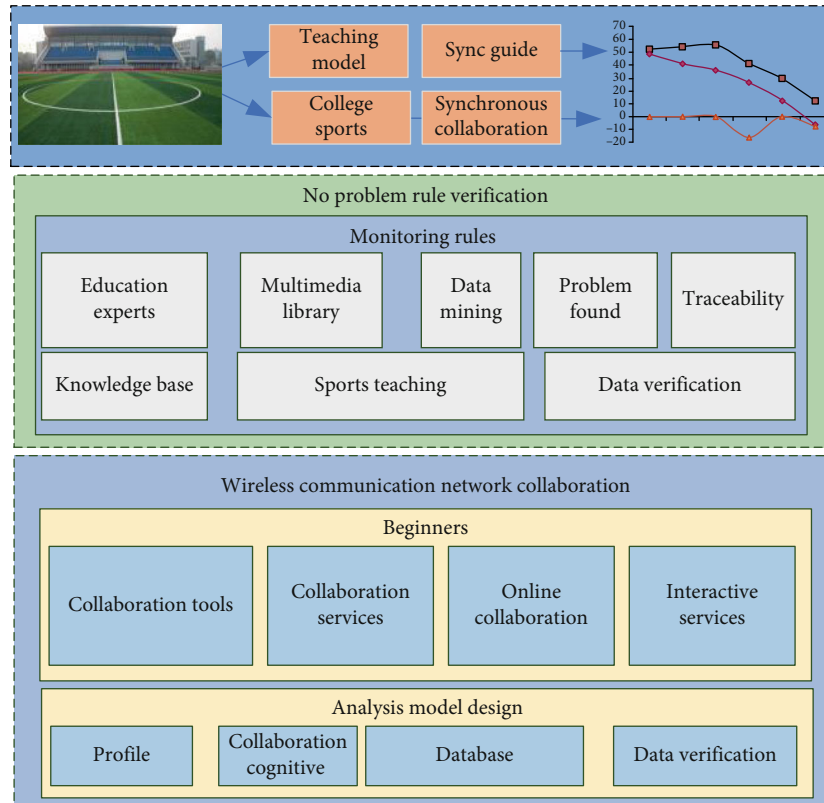 Teaching
model
Sync guide
College
sports
Synchronous
collaboration
70
60
50
40
30
20
10
0
−10
−20
No problem rule verification
Monitoring rules
Education
experts
Multimedia
library
Data
mining
Problem
found
Traceability
Knowledge base
Sports teaching
Data verification
Wireless communication network collaboration
Beginners
Collaboration tools
Collaboration
services
Online
collaboration
Interactive
services
Analysis model design
Profile
Collaboration
cognitive
Database
Data verification